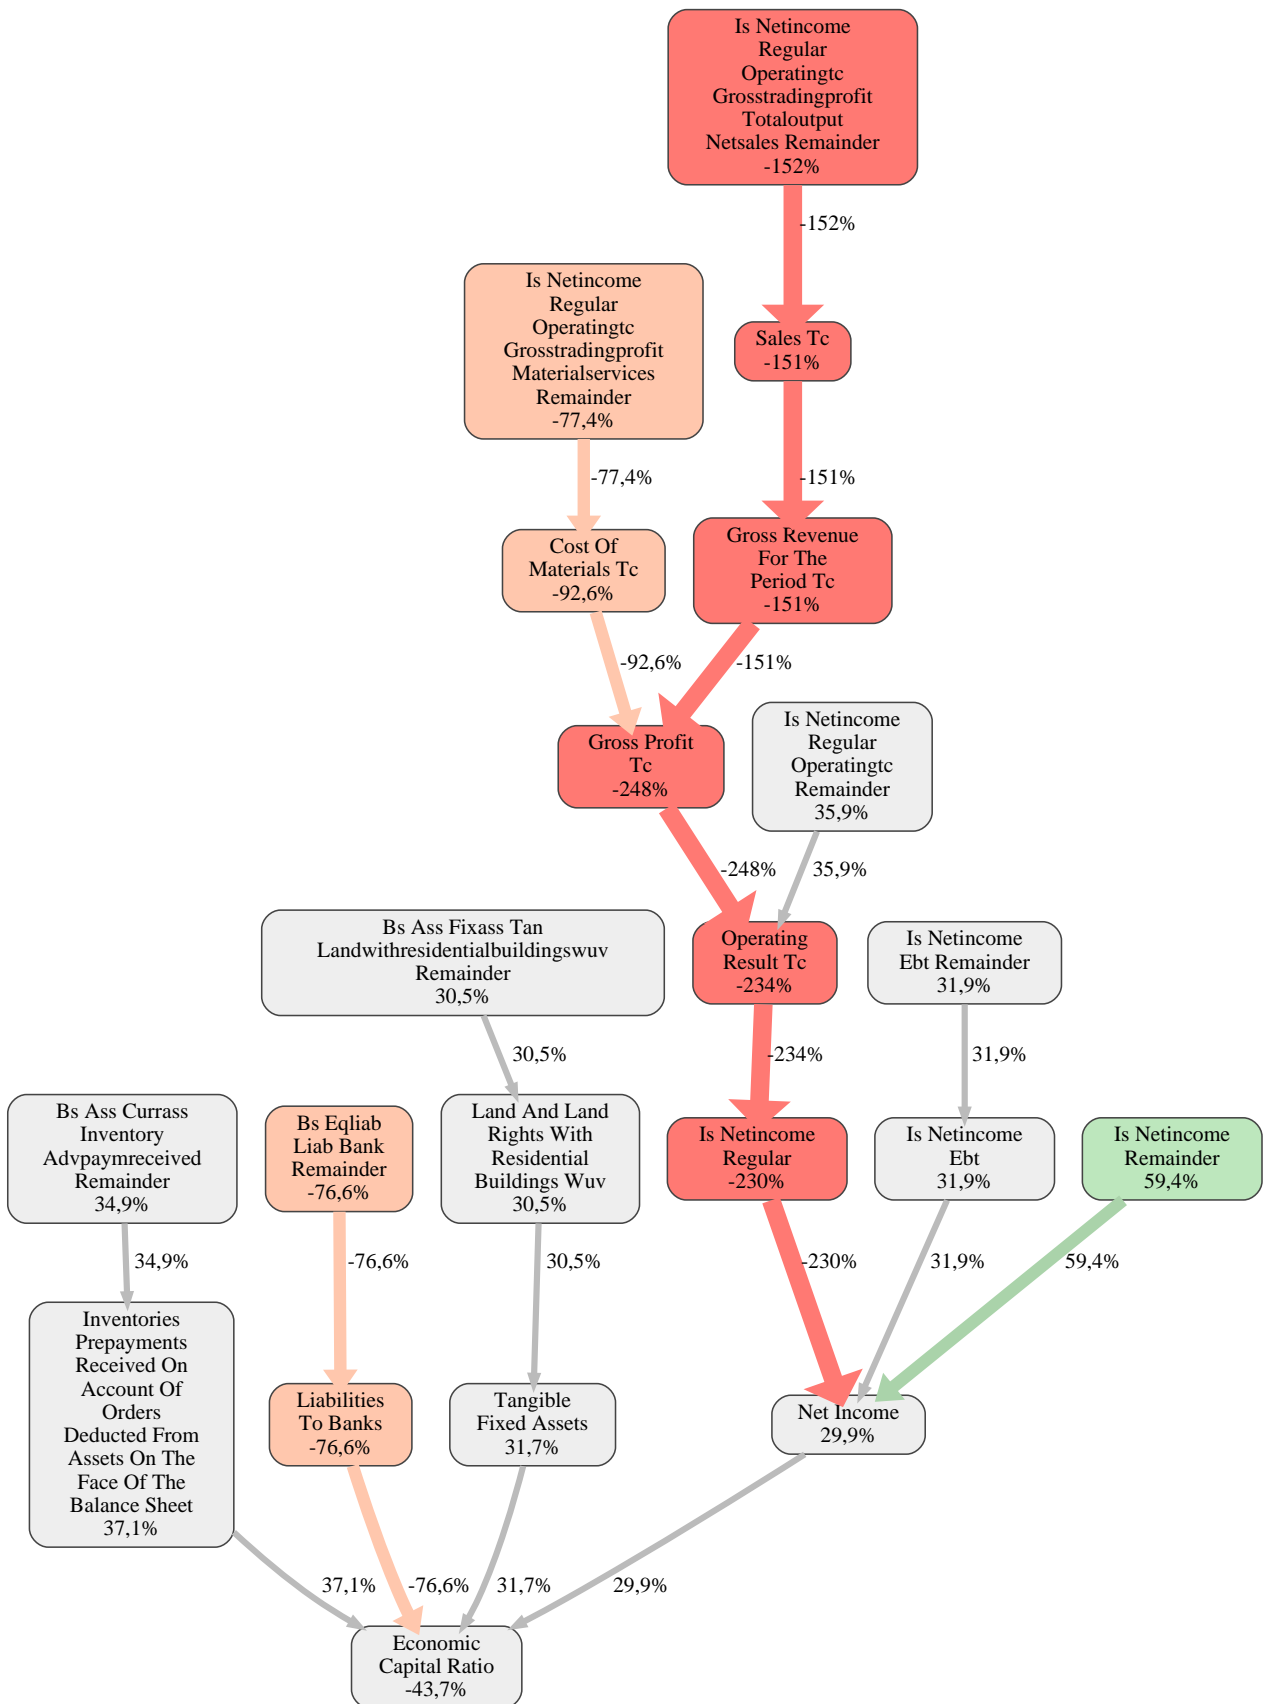 Is Netincome
Regular
Operatingtc
Grosstradingprofit
Totaloutput
Netsales Remainder
-152%
-152%
Is Netincome
Regular
Operatingtc
Grosstradingprofit
Materialservices
Remainder
-77,4%
Sales Tc
-151%
-77,4%
-151%
Cost Of
Materials Tc
-92,6%
Gross Revenue
For The
Period Tc
-151%
-92,6%
-151%
Gross Profit
Tc
-248%
Is Netincome
Regular
Operatingtc
Remainder
35,9%
-248%
35,9%
Bs Ass Fixass Tan
Landwithresidentialbuildingswuv
Remainder
30,5%
Operating
Result Tc
-234%
Is Netincome
Ebt Remainder
31,9%
30,5%
-234%
31,9%
Bs Ass Currass
Inventory
Advpaymreceived
Remainder
34,9%
Bs Eqliab
Liab Bank
Remainder
-76,6%
Land And Land
Rights With
Residential
Buildings Wuv
30,5%
Is Netincome
Regular
-230%
Is Netincome
Ebt
31,9%
Is Netincome
Remainder
59,4%
34,9%
-76,6%
30,5%
-230%
31,9%
59,4%
Inventories
Prepayments
Received On
Account Of
Orders
Deducted From
Assets On The
Face Of The
Balance Sheet
37,1%
Liabilities
To Banks
-76,6%
Tangible
Fixed Assets
31,7%
Net Income
29,9%
37,1%
-76,6%
31,7%
29,9%
Economic
Capital Ratio
-43,7%